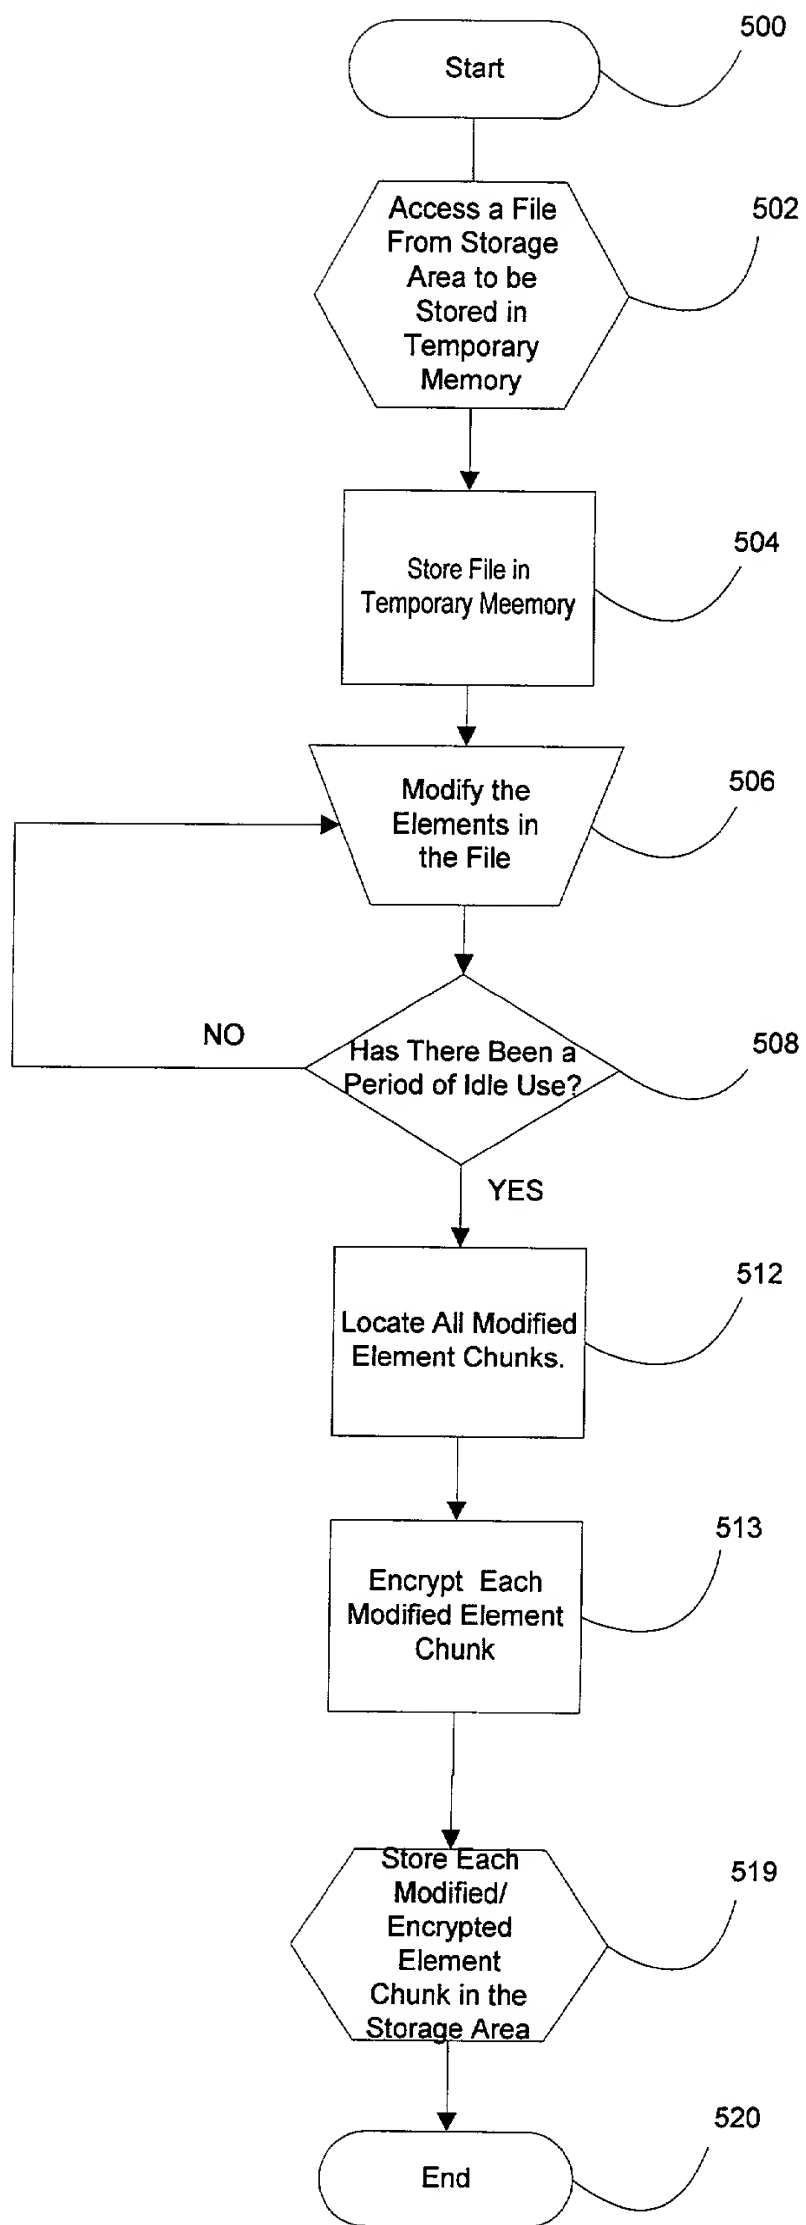 500
Start
502
Access a File
From Storage
Area to be
Stored in
Temporary
Memory
504
Store File in
Temporary Meemory
506
Modify the
Elements in
the File
NO
508
Has There Been a
Period of Idle Use?
YES
512
Locate All Modified
Element Chunks.
513
Encrypt Each
Modified Element
Chunk
519
Store Each
Modified/
Encrypted
Element
Chunk in the
Storage Area
520
End